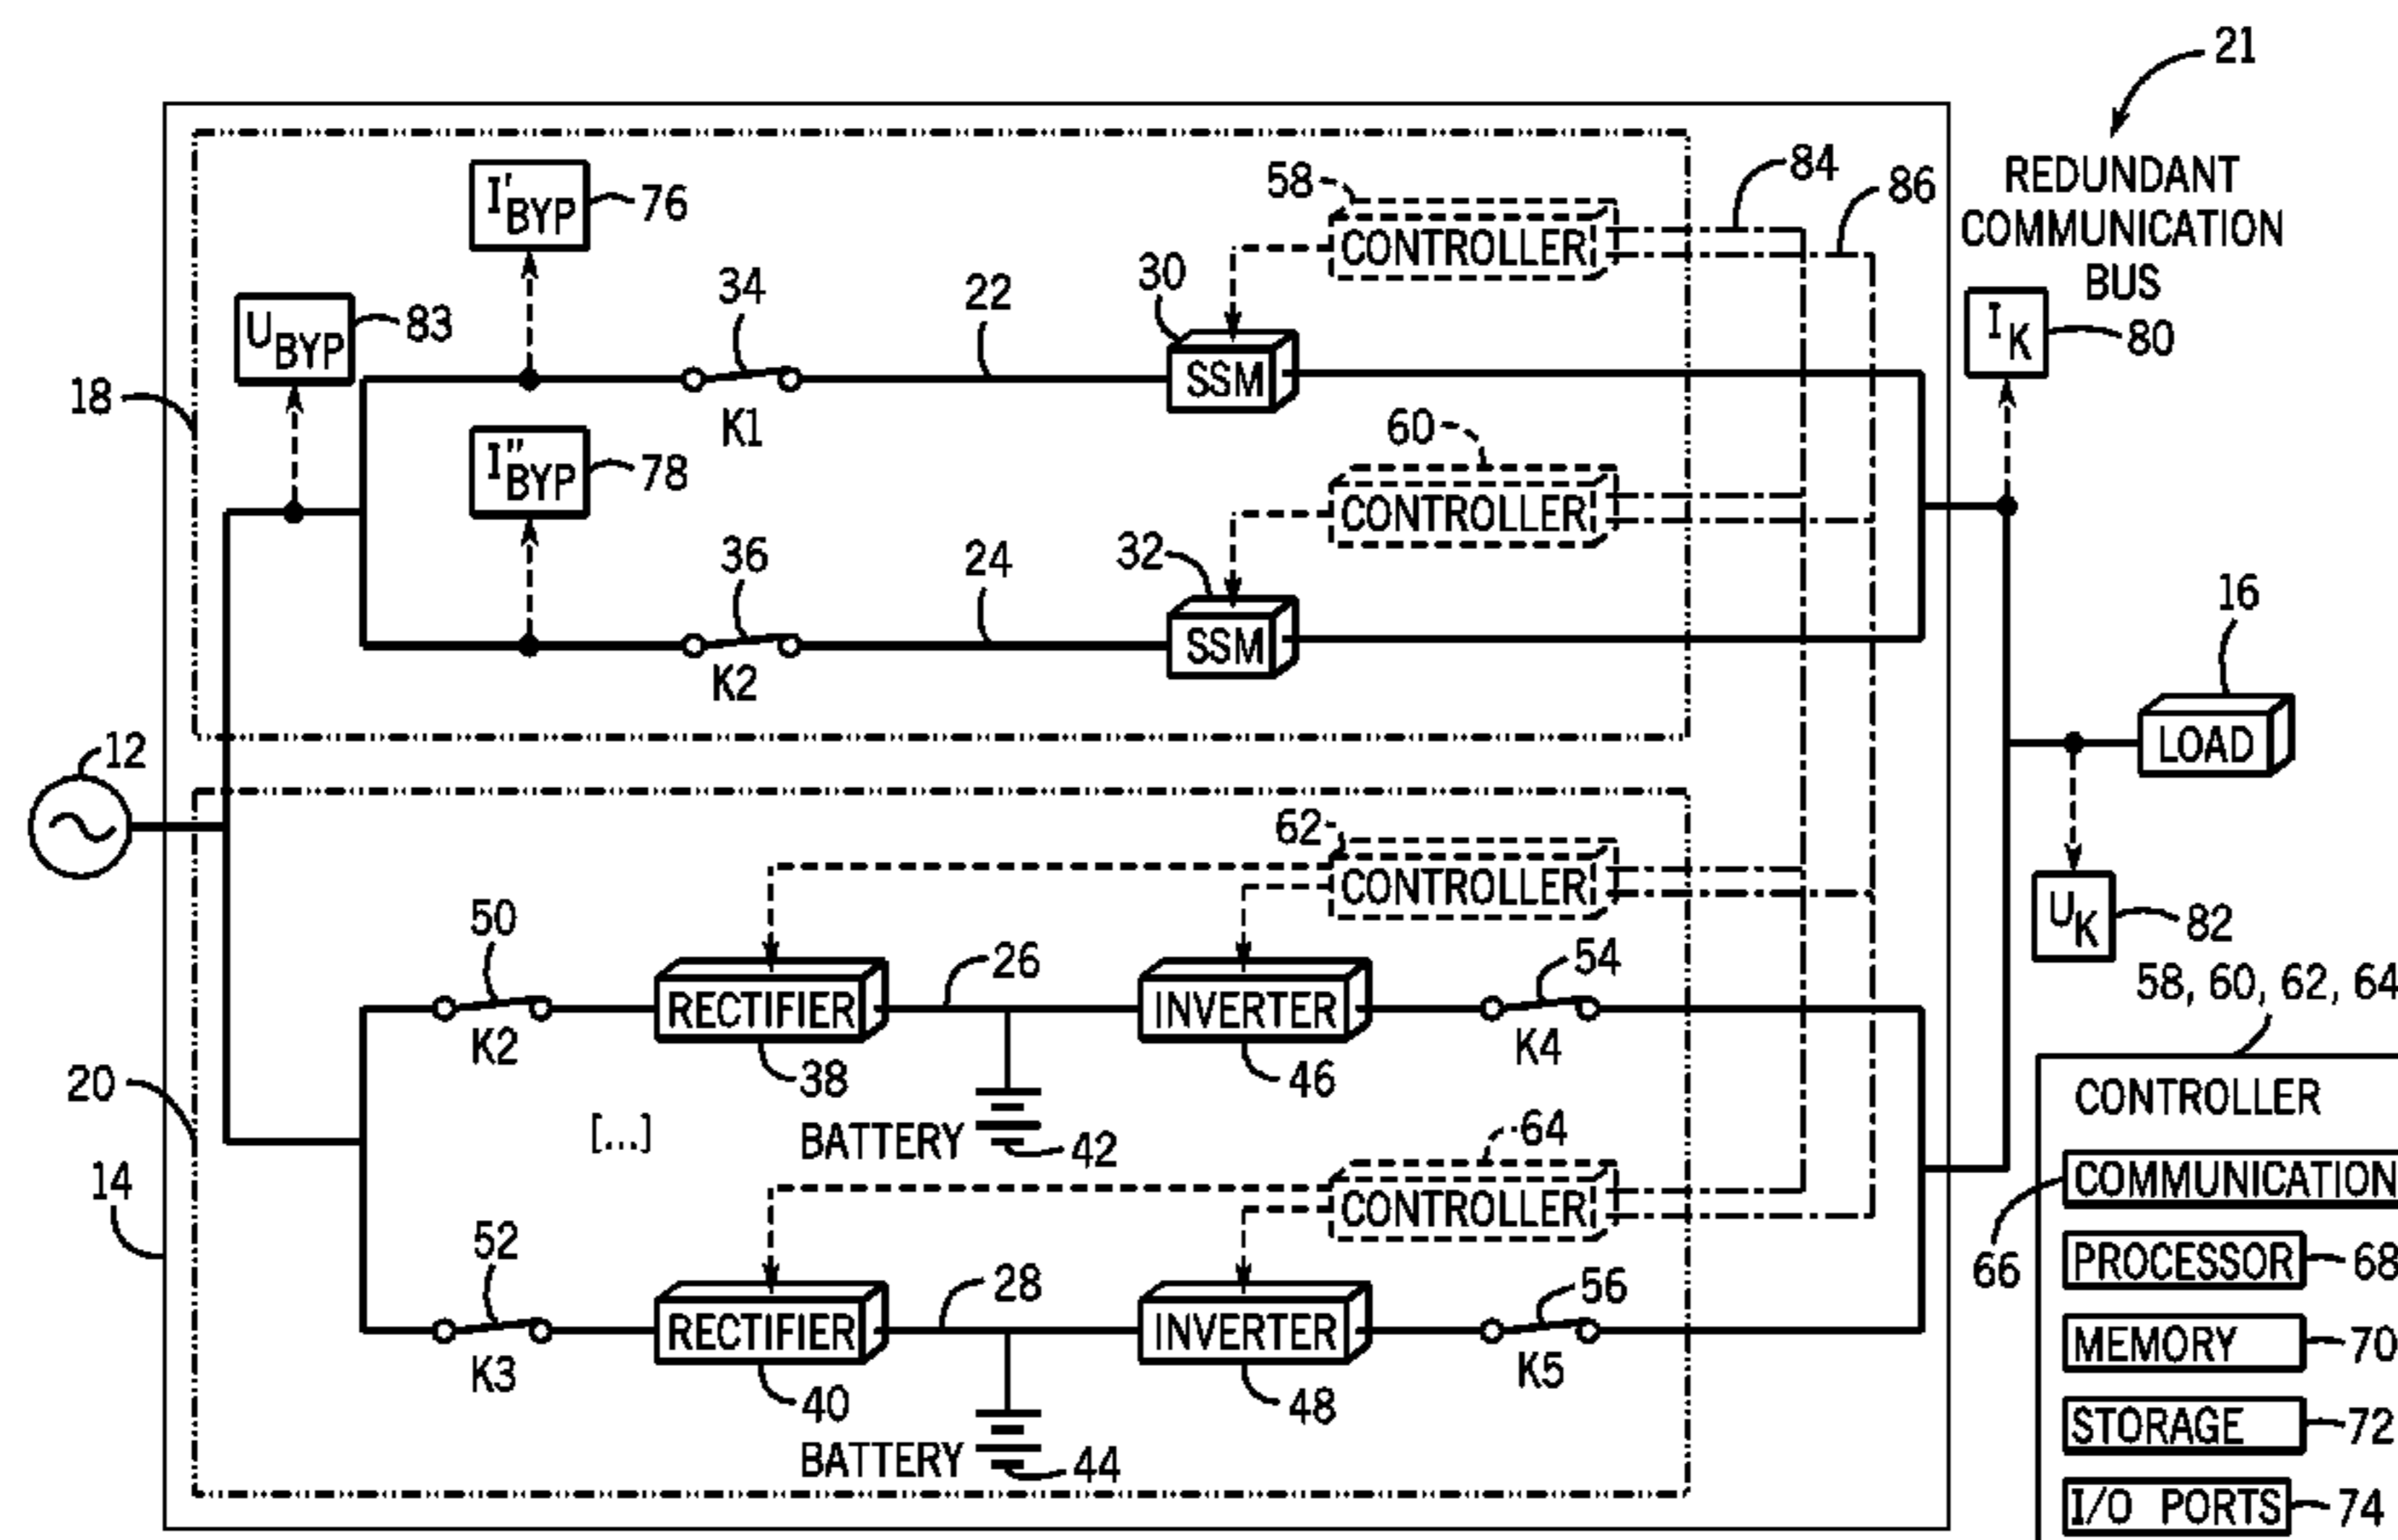 21
REDUNDANT
COMMUNICATION
BUS
84
86
58
CONTROLLER
I'BYP
76
UBYP
83
34
K1
22
30
SSM
IK
80
18
I"BYP
78
60
CONTROLLER
36
K2
24
32
SSM
16
LOAD
12
UK
82
62
CONTROLLER
50
K2
RECTIFIER
38
26
INVERTER
46
54
K4
58, 60, 62, 64
CONTROLLER
COMMUNICATION
66
PROCESSOR
68
MEMORY
70
STORAGE
72
I/O PORTS
74
20
14
[...]
BATTERY
42
64
CONTROLLER
52
K3
RECTIFIER
40
28
INVERTER
48
56
K5
BATTERY
44